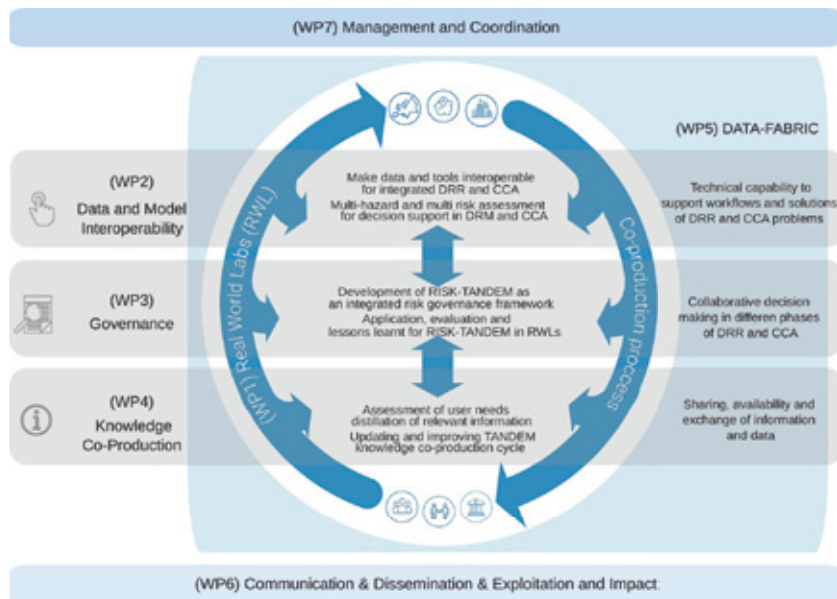 (WP7) Management and Coordination
(WP5) DATA-FABRIC
(WP2)
Data and Model
Interoperability
Make data and tools interoperable
for integrated DRR and CCA
Multi-hazard and multi risk assessment
for decision support in DRM and CCA
Technical capability to
support workflows and solutions
of DRR and CCA problems
(WP1) Real World Labs (RWL)
Co-production process
(WP3)
Governance
Development of RISK-TANDEM as
an integrated risk governance framework
Application, evaluation and
lessons learnt for RISK-TANDEM in RWLs
Collaborative decision
making in differen phases
of DRR and CCA
(WP4)
Knowledge
Co-Production
Assessment of user needs
distillation of relevant information
Updating and improving TANDEM
knowledge co-production cycle
Sharing, availability and
exchange of information
and data
(WP6) Communication & Dissemination & Exploitation and Impact: